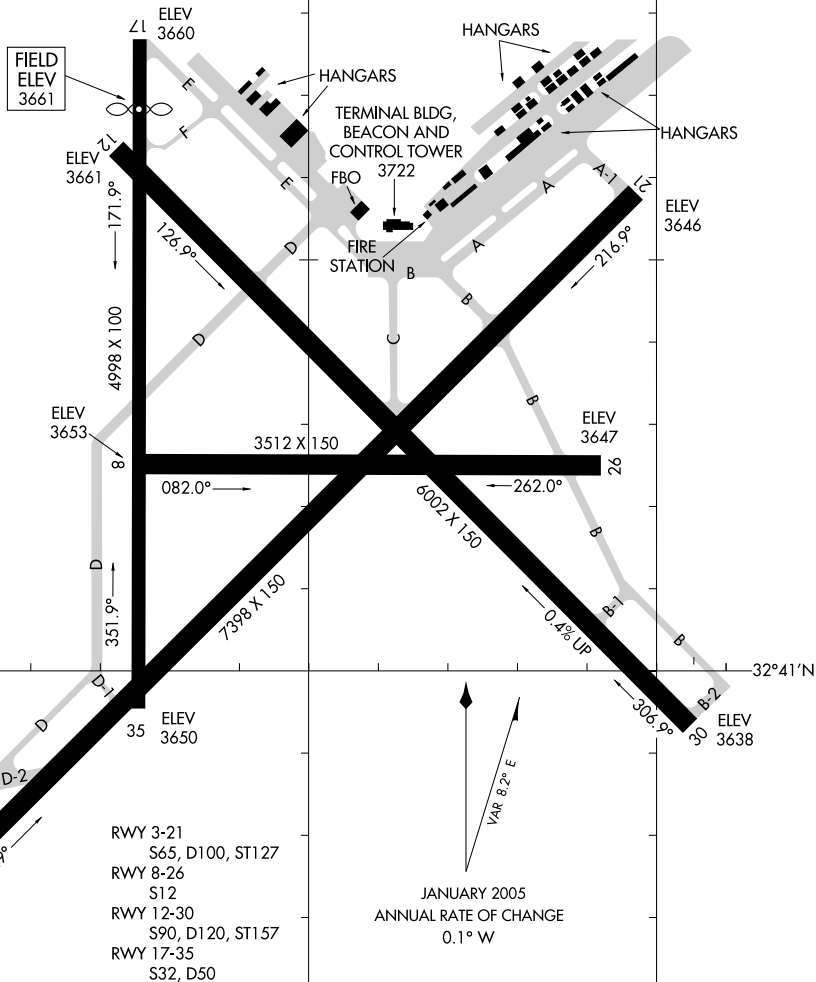 17
ELEV
3660
FIELD
ELEV
3661
HANGARS
HANGARS
TERMINAL BLDG,
BEACON AND
CONTROL TOWER
3722
HANGARS
E
F
E
12
ELEV
3661
FBO
FIRE
STATION
A-1
A
A
21
ELEV
3646
171.9°
126.9°
216.9°
D
B
B
C
D
4998 X 100
B
ELEV
3653
8
3512 X 150
ELEV
3647
26
082.0°
262.0°
6002 X 150
B
D
351.9°
7398 X 150
0.4% UP
B-1
B
D-1
32°41'N
D
306.9°
B-2
35
ELEV
3650
30
ELEV
3638
D-2
VAR 8.2° E
9°
RWY 3-21
S65, D100, ST127
RWY 8-26
S12
RWY 12-30
S90, D120, ST157
RWY 17-35
S32, D50
JANUARY 2005
ANNUAL RATE OF CHANGE
0.1° W